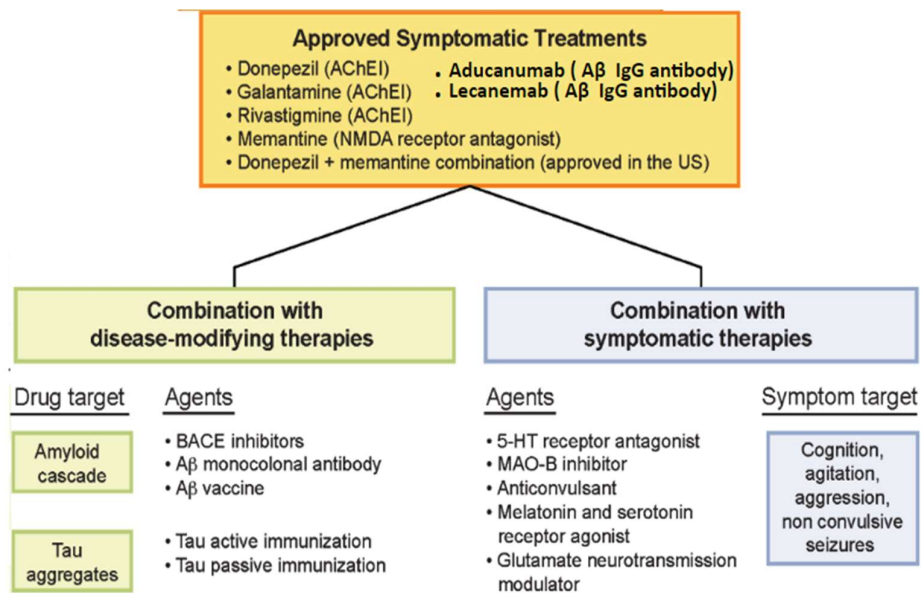 Approved Symptomatic Treatments
• Donepezil (AChEI)
• Galantamine (AChEI)
• Rivastigmine (AChEI)
• Memantine (NMDA receptor antagonist)
• Donepezil + memantine combination (approved in the US)
• Aducanumab ( Aβ IgG antibody)
• Lecanemab ( Aβ IgG antibody)
Combination with
disease-modifying therapies
Drug target
Agents
Amyloid
cascade
• BACE inhibitors
• Aβ monocolonal antibody
• Aβ vaccine
Tau
aggregates
• Tau active immunization
• Tau passive immunization
Combination with
symptomatic therapies
Agents
Symptom target
• 5-HT receptor antagonist
• MAO-B inhibitor
• Anticonvulsant
• Melatonin and serotonin
receptor agonist
• Glutamate neurotransmission
modulator
Cognition,
agitation,
aggression,
non convulsive
seizures